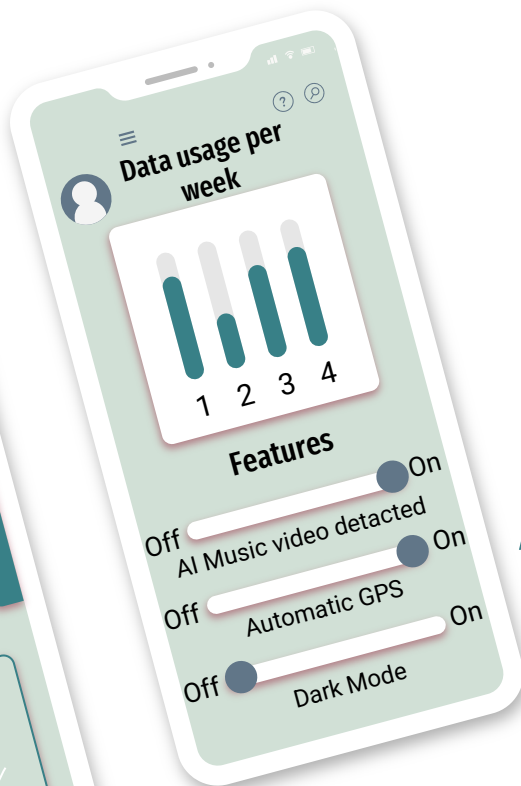 ?
Data usage per
week
1 2 3 4
Features
Off On
AI Music video detacted
Off On
Automatic GPS
Off On
Dark Mode